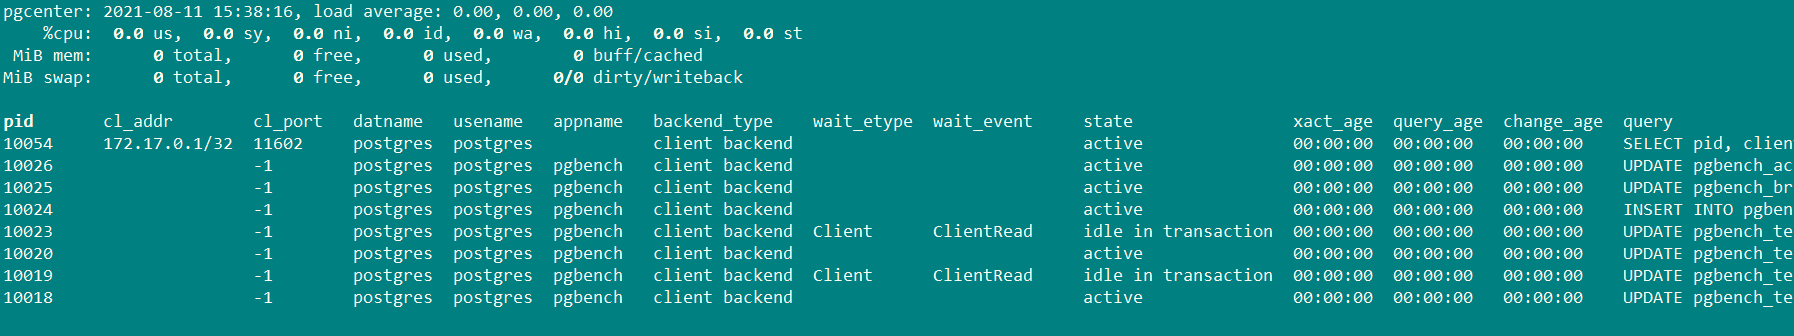 pgcenter: 2021-08-11 15:38:16, load average: 0.00, 0.00, 0.00
%cpu: 0.0 us, 0.0 sy, 0.0 ni, 0.0 id, 0.0 wa, 0.0 hi, 0.0 si, 0.0 st
MiB mem: 0 total, 0 free, 0 used, 0 buff/cached
MiB swap: 0 total, 0 free, 0 used, 0/0 dirty/writeback
pid cl_addr cl_port datname usename appname backend_type wait_etype wait_event state xact_age query_age change_age query
10054 172.17.0.1/32 11602 postgres postgres client backend active 00:00:00 00:00:00 00:00:00 SELECT pid, clien
10026 -1 postgres postgres pgbench client backend active 00:00:00 00:00:00 00:00:00 UPDATE pgbench_ac
10025 -1 postgres postgres pgbench client backend active 00:00:00 00:00:00 00:00:00 UPDATE pgbench_br
10024 -1 postgres postgres pgbench client backend active 00:00:00 00:00:00 00:00:00 INSERT INTO pgben
10023 -1 postgres postgres pgbench client backend Client ClientRead idle in transaction 00:00:00 00:00:00 00:00:00 UPDATE pgbench_te
10020 -1 postgres postgres pgbench client backend active 00:00:00 00:00:00 00:00:00 UPDATE pgbench_te
10019 -1 postgres postgres pgbench client backend Client ClientRead idle in transaction 00:00:00 00:00:00 00:00:00 UPDATE pgbench_te
10018 -1 postgres postgres pgbench client backend active 00:00:00 00:00:00 00:00:00 UPDATE pgbench_te